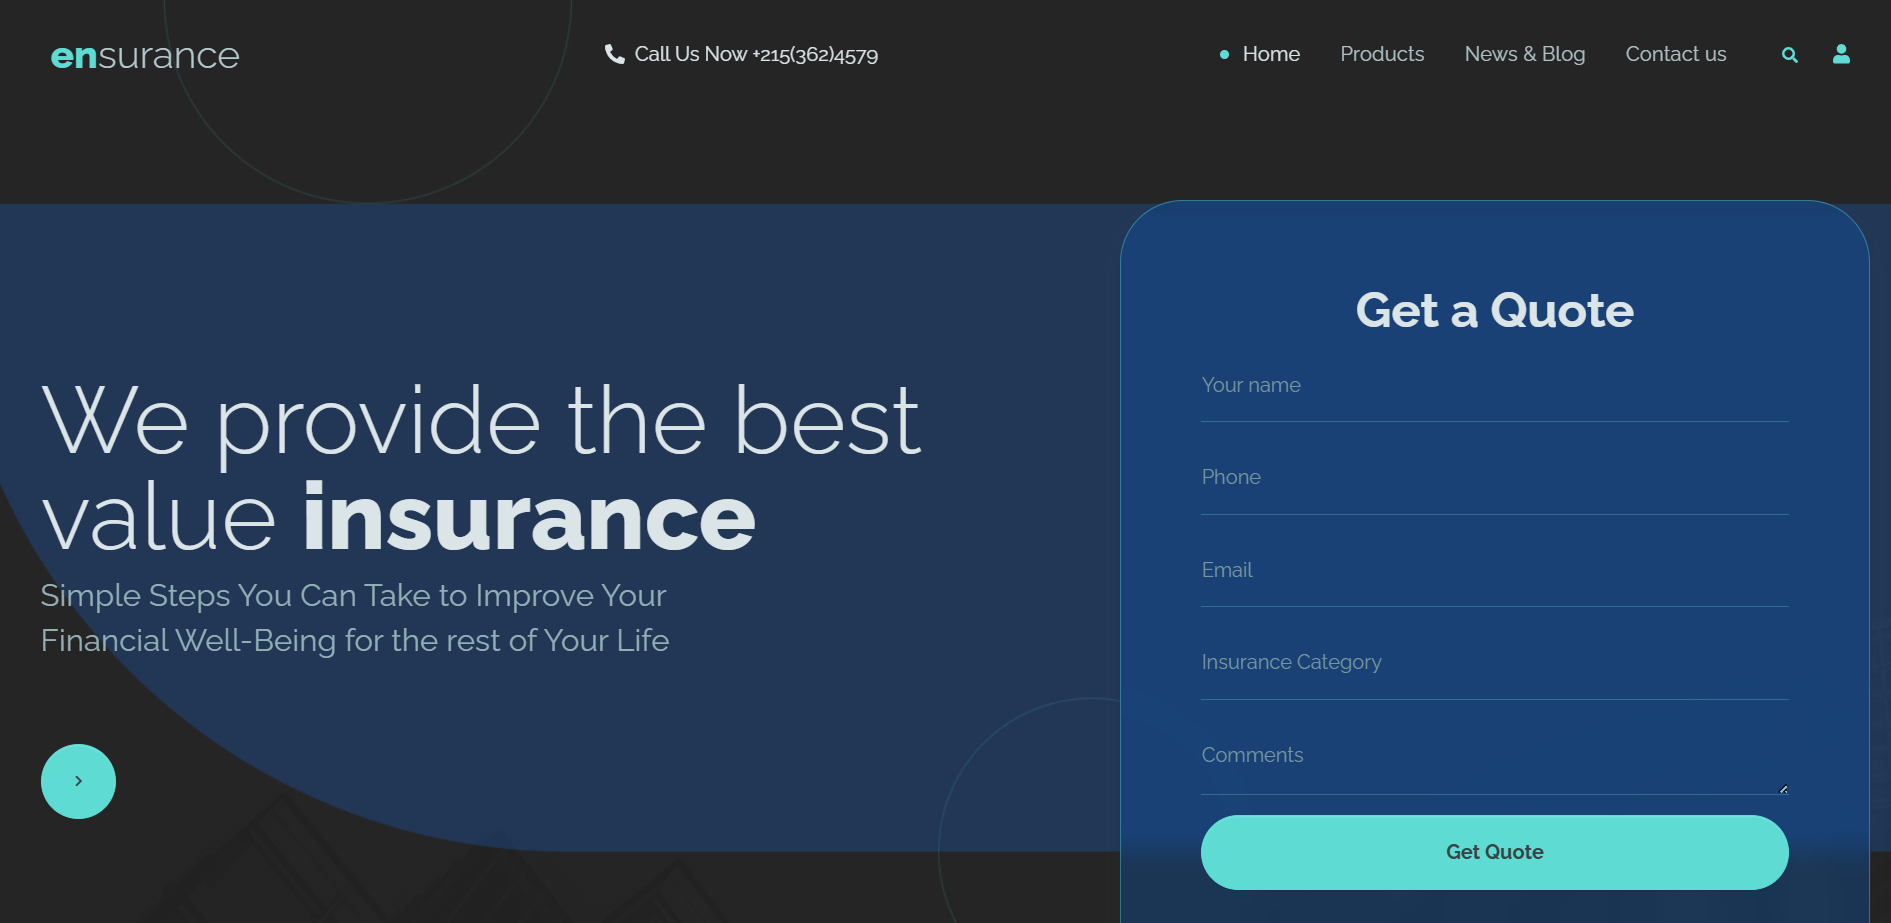 ensurance
Call Us Now +215(362)4579
Home
Products
News & Blog
Contact us
We provide the best
value insurance
Simple Steps You Can Take to Improve Your
Financial Well-Being for the rest of Your Life
Get a Quote
Your name
Phone
Email
Insurance Category
Comments
Get Quote